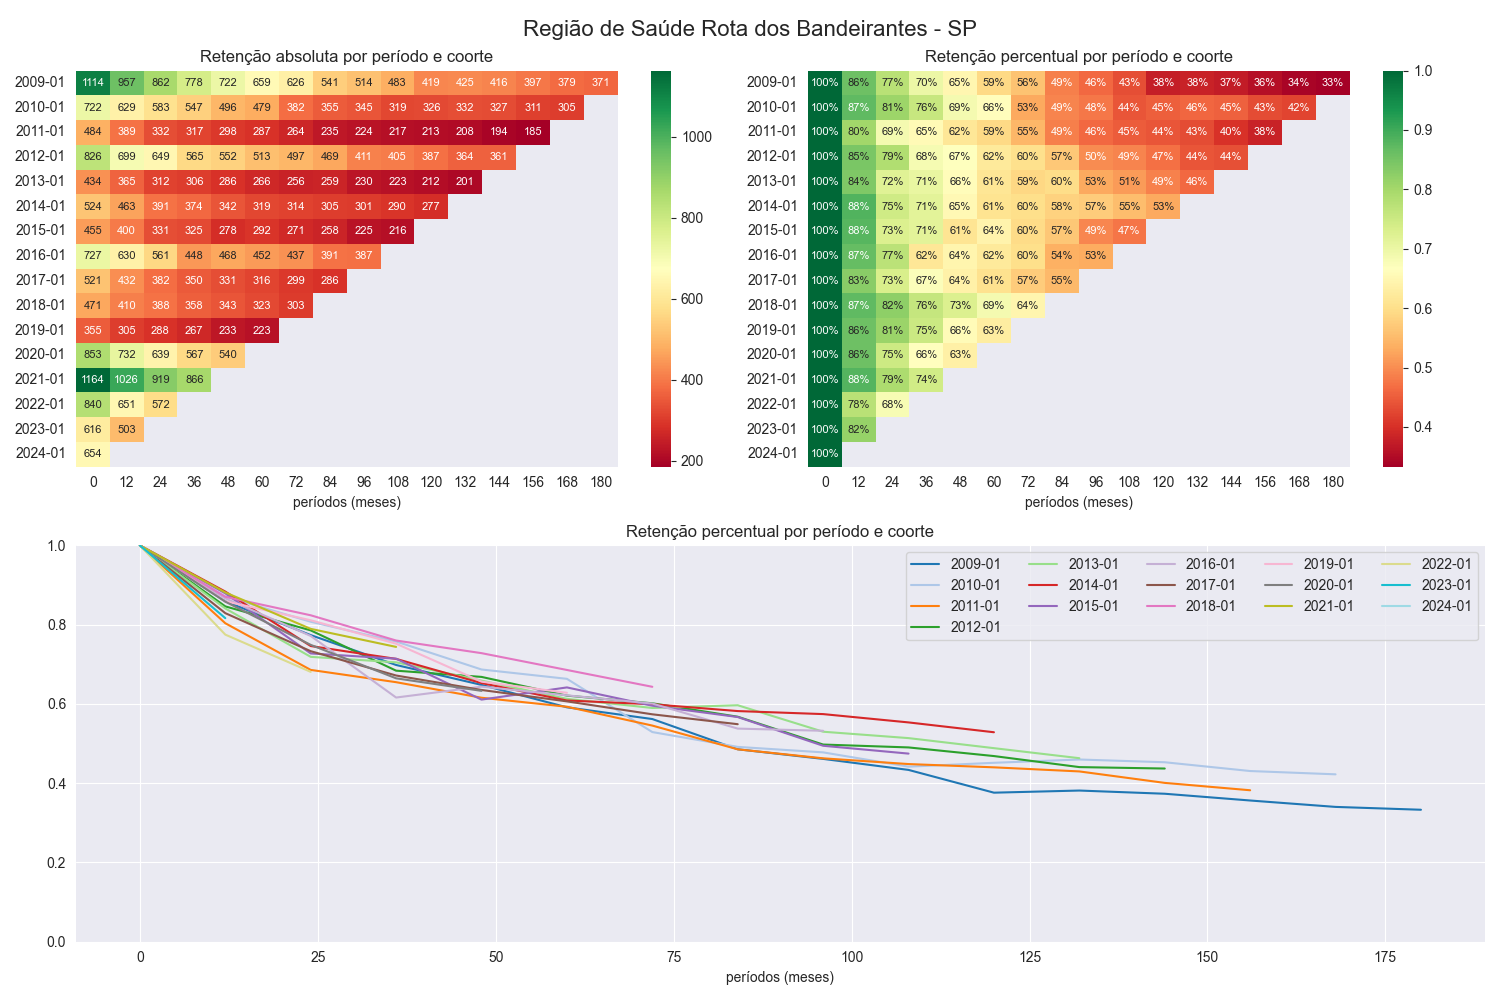 Região de Saúde Rota dos Bandeirantes - SP
Retenção absoluta por período e coorte
2009-01 1114 957 862 778 722 659 626 541 514 483 419 425 416 397 379 371
2010-01 722 629 583 547 496 479 382 355 345 319 326 332 327 311 305
2011-01 484 389 332 317 298 287 264 235 224 217 213 208 194 185
2012-01 826 699 649 565 552 513 497 469 411 405 387 364 361
2013-01 434 365 312 306 286 266 256 259 230 223 212 201
2014-01 524 463 391 374 342 319 314 305 301 290 277
2015-01 455 400 331 325 278 292 271 258 225 216
2016-01 727 630 561 448 468 452 437 391 387
2017-01 521 432 382 350 331 316 299 286
2018-01 471 410 388 358 343 323 303
2019-01 355 305 288 267 233 223
2020-01 853 732 639 567 540
2021-01 1164 1026 919 866
2022-01 840 651 572
2023-01 616 503
2024-01 654
0 12 24 36 48 60 72 84 96 108 120 132 144 156 168 180
períodos (meses)
1000
800
600
400
200
Retenção percentual por período e coorte
2009-01 100% 86% 77% 70% 65% 59% 56% 49% 46% 43% 38% 38% 37% 36% 34% 33%
2010-01 100% 87% 81% 76% 69% 66% 53% 49% 48% 44% 45% 46% 45% 43% 42%
2011-01 100% 80% 69% 65% 62% 59% 55% 49% 46% 45% 44% 43% 40% 38%
2012-01 100% 85% 79% 68% 67% 62% 60% 57% 50% 49% 47% 44% 44%
2013-01 100% 84% 72% 71% 66% 61% 59% 60% 53% 51% 49% 46%
2014-01 100% 88% 75% 71% 65% 61% 60% 58% 57% 55% 53%
2015-01 100% 88% 73% 71% 61% 64% 60% 57% 49% 47%
2016-01 100% 87% 77% 62% 64% 62% 60% 54% 53%
2017-01 100% 83% 73% 67% 64% 61% 57% 55%
2018-01 100% 87% 82% 76% 73% 69% 64%
2019-01 100% 86% 81% 75% 66% 63%
2020-01 100% 86% 75% 66% 63%
2021-01 100% 88% 79% 74%
2022-01 100% 78% 68%
2023-01 100% 82%
2024-01 100%
0 12 24 36 48 60 72 84 96 108 120 132 144 156 168 180
períodos (meses)
1.0
0.9
0.8
0.7
0.6
0.5
0.4
Retenção percentual por período e coorte
1.0
0.8
0.6
0.4
0.2
0.0
2009-01 2013-01 2016-01 2019-01 2022-01
2010-01 2014-01 2017-01 2020-01 2023-01
2011-01 2015-01 2018-01 2021-01 2024-01
2012-01
0 25 50 75 100 125 150 175
períodos (meses)